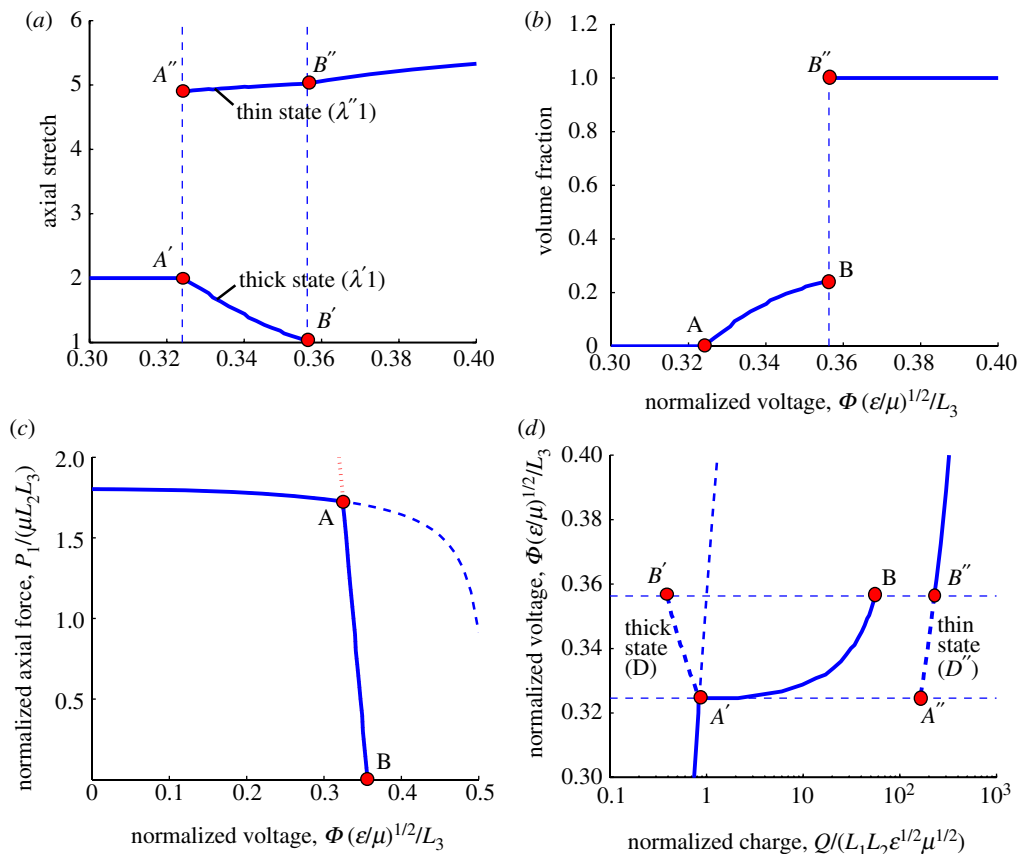 (a)
6
5
4
3
2
1
axial stretch
A″
B″
thin state (λ″1)
A′
thick state (λ′1)
B′
0.30 0.32 0.34 0.36 0.38 0.40
(b)
1.2
1.0
0.8
0.6
0.4
0.2
0
volume fraction
B″
B
A
0.30 0.32 0.34 0.36 0.38 0.40
normalized voltage, Φ (ε/μ)^1/2/L3
(c)
2.0
1.5
1.0
0.5
normalized axial force, P1/(μL2L3)
A
B
0 0.1 0.2 0.3 0.4 0.5
normalized voltage, Φ (ε/μ)^1/2/L3
(d)
0.40
0.38
0.36
0.34
0.32
0.30
normalized voltage, Φ (ε/μ)^1/2/L3
B′
B
B″
thick
state
(D)
thin
state
(D″)
A′
A″
0.1 1 10 10² 10³
normalized charge, Q/(L1L2ε^1/2μ^1/2)